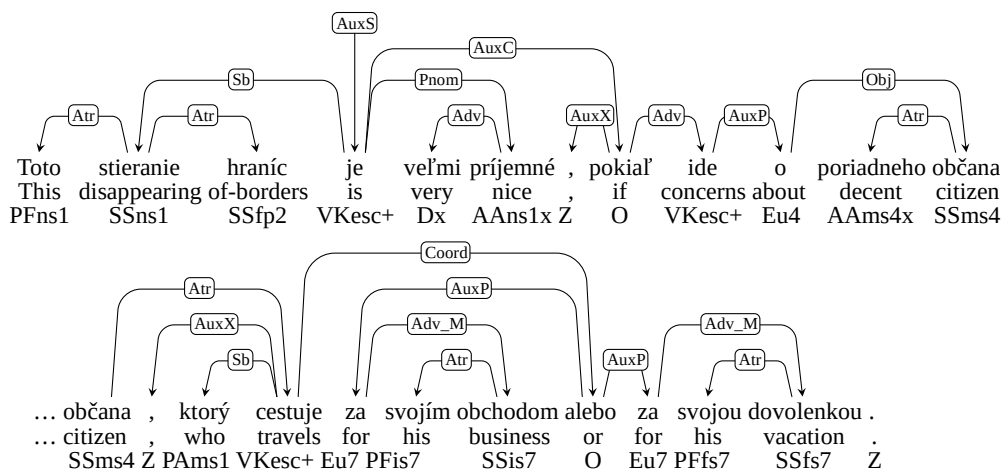 AuxS
AuxC
Sb Pnom Obj
Atr Atr Adv AuxX Adv AuxP Atr
Toto stieranie hraníc je veľmi príjemné , pokiaľ ide o poriadneho občana
This disappearing of-borders is very nice , if concerns about decent citizen
PFns1 SSns1 SSfp2 VKesc+ Dx AAns1x Z O VKesc+ Eu4 AAms4x SSms4
Coord
Atr AuxP
AuxX Adv_M Adv_M
Sb Atr AuxP Atr
... občana , ktorý cestuje za svojím obchodom alebo za svojou dovolenkou .
... citizen , who travels for his business or for his vacation .
SSms4 Z PAms1 VKesc+ Eu7 PFis7 SSis7 O Eu7 PFfs7 SSfs7 Z